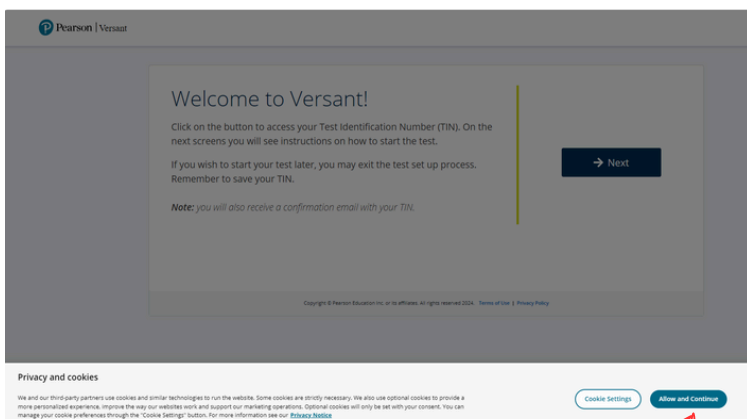 Pearson | Versant
Welcome to Versant!
Click on the button to access your Test Identification Number (TIN). On the
next screens you will see instructions on how to start the test.
If you wish to start your test later, you may exit the test set up process.
Remember to save your TIN.
Note: you will also receive a confirmation email with your TIN.
→ Next
Copyright © Pearson Education Inc. or its affiliates. All rights reserved 2024. Terms of Use | Privacy Policy
Privacy and cookies
We and our third-party partners use cookies and similar technologies to run the website. Some cookies are strictly necessary. We also use optional cookies to provide a
more personalized experience, improve the way our websites work and support our marketing operations. Optional cookies will only be set with your consent. You can
manage your cookie preferences through the "Cookie Settings" button. For more information see our Privacy Notice
Cookie Settings
Allow and Continue